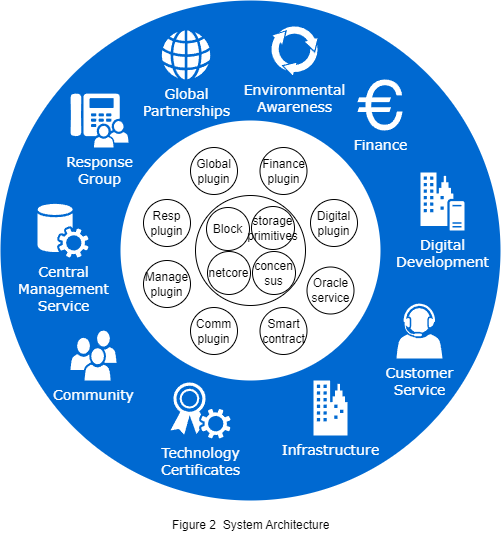 Global
Partnerships
Environmental
Awareness
Finance
Response
Group
Digital
Development
Central
Management
Service
Customer
Service
Community
Infrastructure
Technology
Certificates
Global
plugin
Finance
plugin
Resp
plugin
Digital
plugin
Block
storage
primitives
netcore
concen
sus
Manage
plugin
Oracle
service
Comm
plugin
Smart
contract
Figure 2  System Architecture